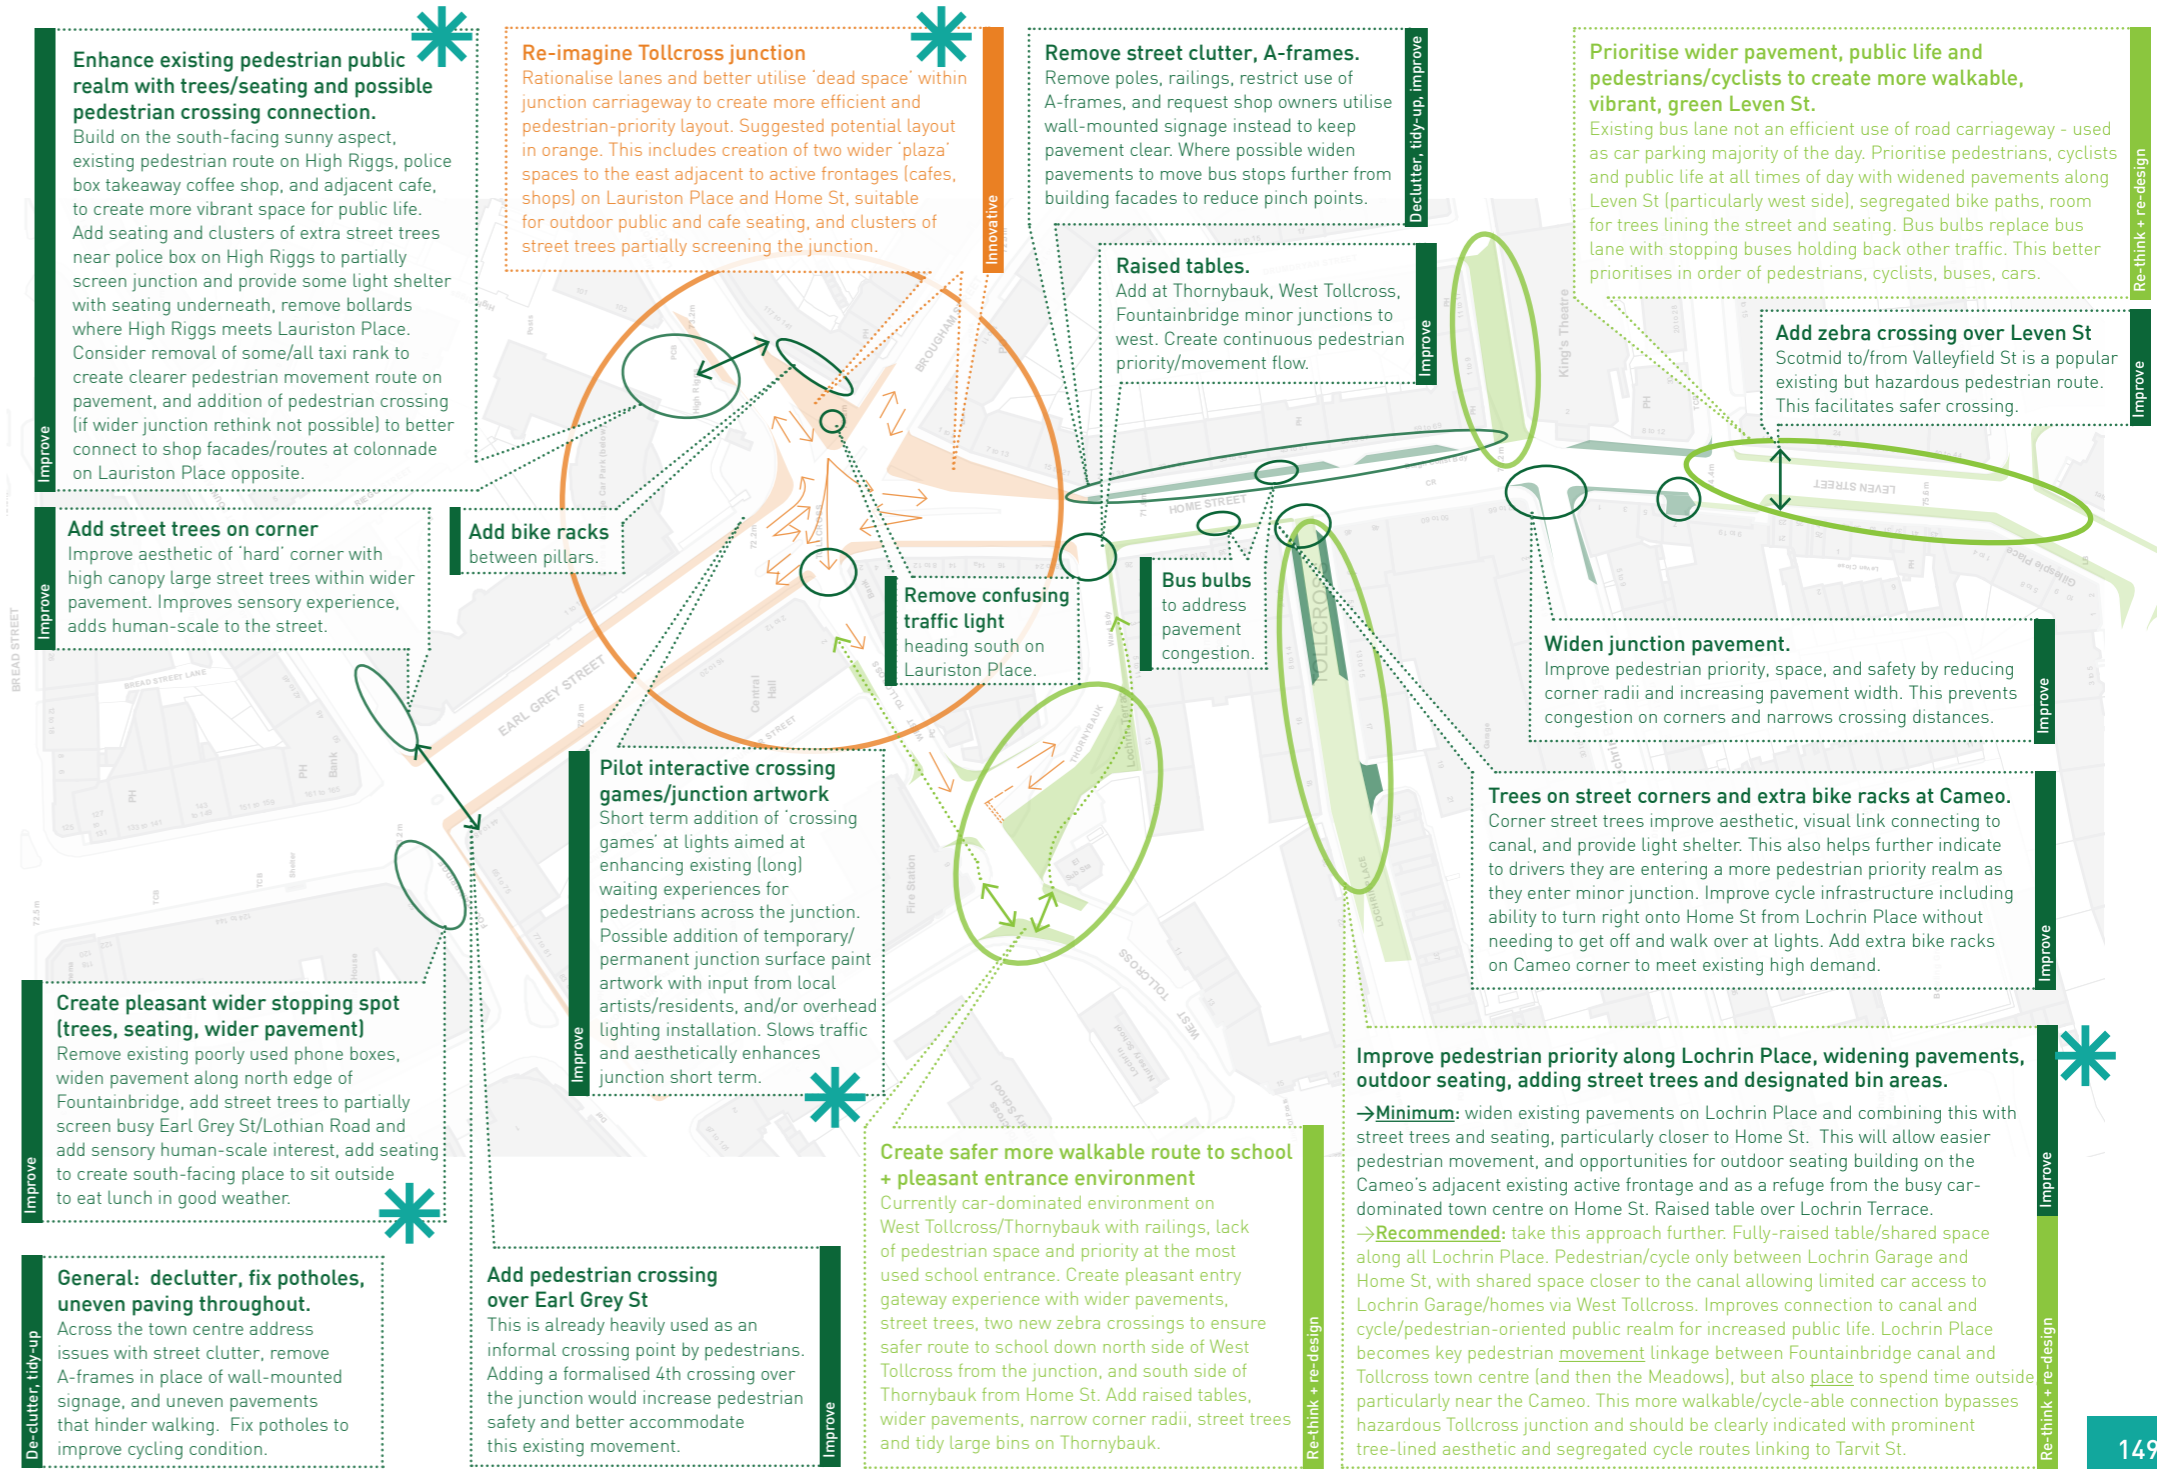 Enhance existing pedestrian public
realm with trees/seating and possible
pedestrian crossing connection.
Build on the south-facing sunny aspect,
existing pedestrian route on High Riggs, police
box takeaway coffee shop, and adjacent cafe,
to create more vibrant space for public life.
Add seating and clusters of extra street trees
near police box on High Riggs to partially
screen junction and provide some light shelter
with seating underneath, remove bollards
where High Riggs meets Lauriston Place.
Consider removal of some/all taxi rank to
create clearer pedestrian movement route on
pavement, and addition of pedestrian crossing
(if wider junction rethink not possible) to better
connect to shop facades/routes at colonnade
on Lauriston Place opposite.
Improve
Re-imagine Tollcross junction
Rationalise lanes and better utilise 'dead space' within
junction carriageway to create more efficient and
pedestrian-priority layout. Suggested potential layout
in orange. This includes creation of two wider 'plaza'
spaces to the east adjacent to active frontages (cafes,
shops) on Lauriston Place and Home St, suitable
for outdoor public and cafe seating, and clusters of
street trees partially screening the junction.
Innovative
Remove street clutter, A-frames.
Remove poles, railings, restrict use of
A-frames, and request shop owners utilise
wall-mounted signage instead to keep
pavement clear. Where possible widen
pavements to move bus stops further from
building facades to reduce pinch points.
Declutter, tidy-up, improve
Raised tables.
Add at Thornybauk, West Tollcross,
Fountainbridge minor junctions to
west. Create continuous pedestrian
priority/movement flow.
Improve
Prioritise wider pavement, public life and
pedestrians/cyclists to create more walkable,
vibrant, green Leven St.
Existing bus lane not an efficient use of road carriageway - used
as car parking majority of the day. Prioritise pedestrians, cyclists
and public life at all times of day with widened pavements along
Leven St (particularly west side), segregated bike paths, room
for trees lining the street and seating. Bus bulbs replace bus
lane with stopping buses holding back other traffic. This better
prioritises in order of pedestrians, cyclists, buses, cars.
Re-think + re-design
Add zebra crossing over Leven St
Scotmid to/from Valleyfield St is a popular
existing but hazardous pedestrian route.
This facilitates safer crossing.
Improve
Add street trees on corner
Improve aesthetic of 'hard' corner with
high canopy large street trees within wider
pavement. Improves sensory experience,
adds human-scale to the street.
Improve
Add bike racks
between pillars.
Remove confusing
traffic light
heading south on
Lauriston Place.
Bus bulbs
to address
pavement
congestion.
Widen junction pavement.
Improve pedestrian priority, space, and safety by reducing
corner radii and increasing pavement width. This prevents
congestion on corners and narrows crossing distances.
Improve
Pilot interactive crossing
games/junction artwork
Short term addition of 'crossing
games' at lights aimed at
enhancing existing (long)
waiting experiences for
pedestrians across the junction.
Possible addition of temporary/
permanent junction surface paint
artwork with input from local
artists/residents, and/or overhead
lighting installation. Slows traffic
and aesthetically enhances
junction short term.
Improve
Trees on street corners and extra bike racks at Cameo.
Corner street trees improve aesthetic, visual link connecting to
canal, and provide light shelter. This also helps further indicate
to drivers they are entering a more pedestrian priority realm as
they enter minor junction. Improve cycle infrastructure including
ability to turn right onto Home St from Lochrin Place without
needing to get off and walk over at lights. Add extra bike racks
on Cameo corner to meet existing high demand.
Improve
Create pleasant wider stopping spot
(trees, seating, wider pavement)
Remove existing poorly used phone boxes,
widen pavement along north edge of
Fountainbridge, add street trees to partially
screen busy Earl Grey St/Lothian Road and
add sensory human-scale interest, add seating
to create south-facing place to sit outside
to eat lunch in good weather.
Improve
General: declutter, fix potholes,
uneven paving throughout.
Across the town centre address
issues with street clutter, remove
A-frames in place of wall-mounted
signage, and uneven pavements
that hinder walking. Fix potholes to
improve cycling condition.
De-clutter, tidy-up
Add pedestrian crossing
over Earl Grey St
This is already heavily used as an
informal crossing point by pedestrians.
Adding a formalised 4th crossing over
the junction would increase pedestrian
safety and better accommodate
this existing movement.
Improve
Create safer more walkable route to school
+ pleasant entrance environment
Currently car-dominated environment on
West Tollcross/Thornybauk with railings, lack
of pedestrian space and priority at the most
used school entrance. Create pleasant entry
gateway experience with wider pavements,
street trees, two new zebra crossings to ensure
safer route to school down north side of West
Tollcross from the junction, and south side of
Thornybauk from Home St. Add raised tables,
wider pavements, narrow corner radii, street trees
and tidy large bins on Thornybauk.
Re-think + re-design
Improve pedestrian priority along Lochrin Place, widening pavements,
outdoor seating, adding street trees and designated bin areas.
→Minimum: widen existing pavements on Lochrin Place and combining this with
street trees and seating, particularly closer to Home St. This will allow easier
pedestrian movement, and opportunities for outdoor seating building on the
Cameo's adjacent existing active frontage and as a refuge from the busy car-
dominated town centre on Home St. Raised table over Lochrin Terrace.
→Recommended: take this approach further. Fully-raised table/shared space
along all Lochrin Place. Pedestrian/cycle only between Lochrin Garage and
Home St, with shared space closer to the canal allowing limited car access to
Lochrin Garage/homes via West Tollcross. Improves connection to canal and
cycle/pedestrian-oriented public realm for increased public life. Lochrin Place
becomes key pedestrian movement linkage between Fountainbridge canal and
Tollcross town centre (and then the Meadows), but also place to spend time outside
particularly near the Cameo. This more walkable/cycle-able connection bypasses
hazardous Tollcross junction and should be clearly indicated with prominent
tree-lined aesthetic and segregated cycle routes linking to Tarvit St.
Improve
Re-think + re-design
BREAD STREET
BREAD STREET LANE
EARL GREY STREET
HOME STREET
LEVEN STREET
King's Theatre
Gillespie Place
Leven Close
THORNYBAUK
TOLLCROSS
LOCHRIN PLACE
WEST
TOLLCROSS
Fire Station
Central
Hall
El
Sub Sta
Lochrin
Nursery School
Garage
Bank
PH
Shelter
TCB
CR
72.2m
72.8m
72.5m
75.8m
149